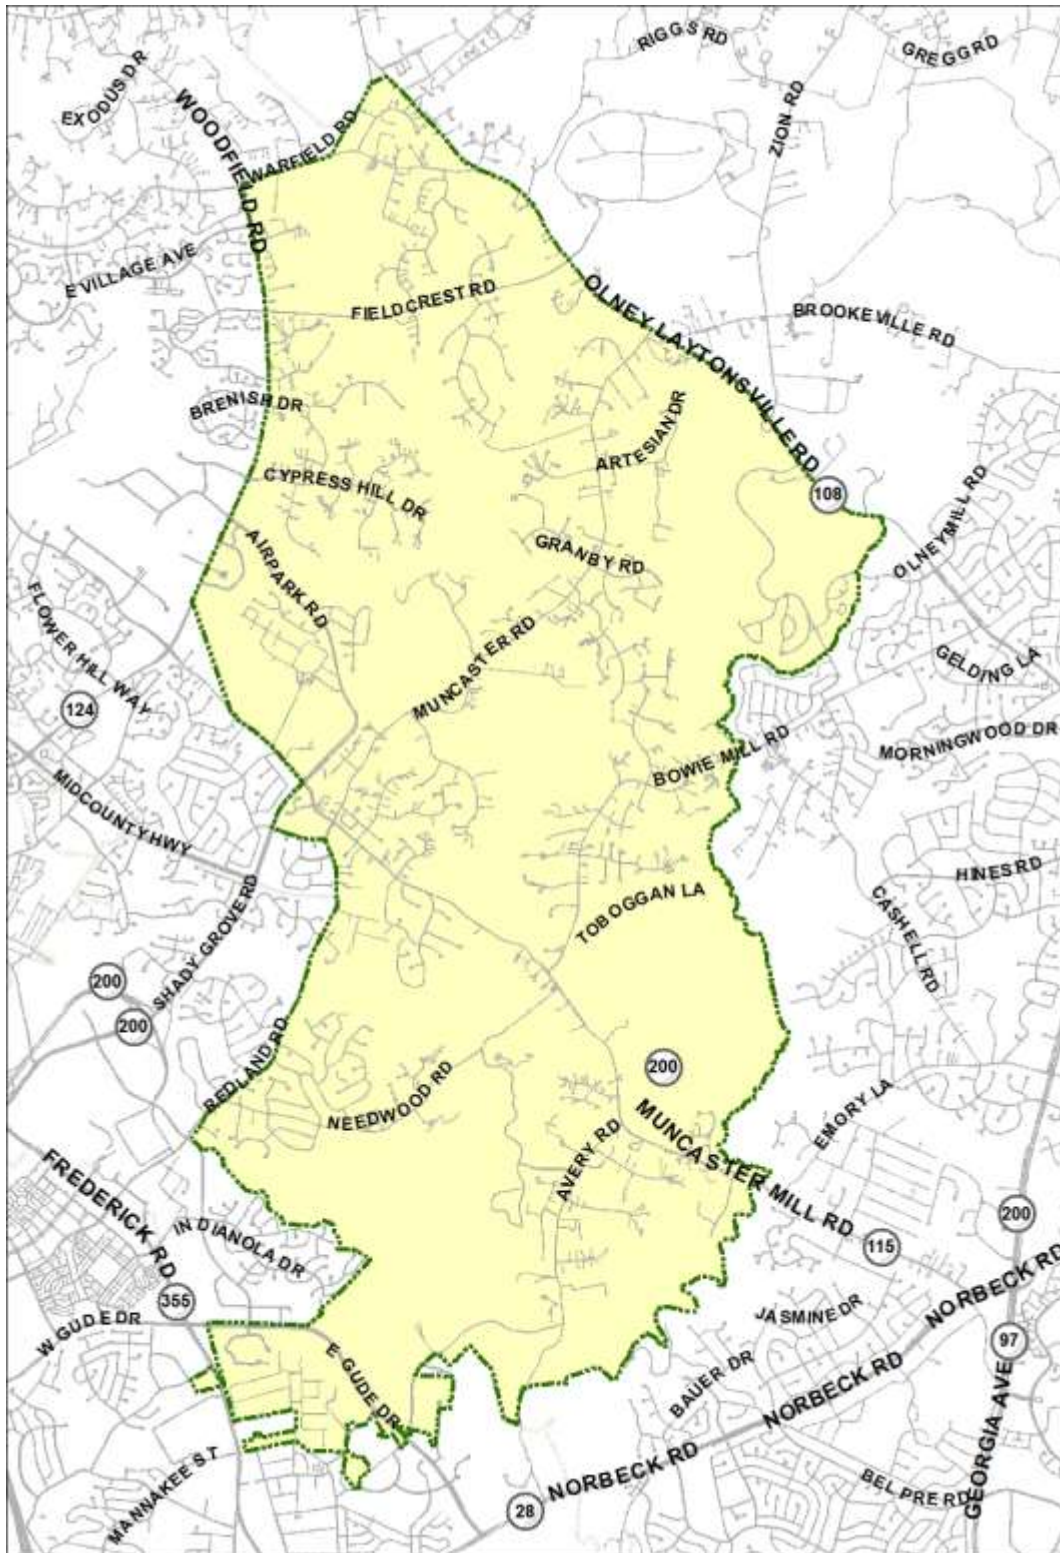 RIGGS RD
GREGG RD
EXODUS DR
WOODFIELD RD
WARFIELD RD
ZION RD
E VILLAGE AVE
FIELDCREST RD
OLNEY LAYTONSVILLE RD
BROOKEVILLE RD
BRENISH DR
ARTESIAN DR
CYPRESS HILL DR
108
OLNEYMILL RD
AIRPARK RD
GRANBY RD
FLOWER HILL WAY
MUNCASTER RD
GELDING LA
124
MORNINGWOOD DR
BOWIE MILL RD
MIDCOUNTY HWY
HINES RD
SHADY GROVE RD
TOBOGGAN LA
CASHELL RD
200
200
REDLAND RD
200
NEEDWOOD RD
EMORY LA
AVERY RD
MUNCASTER MILL RD
FREDERICK RD
INDIANOLA DR
115
200
NORBECK RD
355
W GUDE DR
JASMINE DR
97
E GUDE DR
BAUER DR
NORBECK RD
GEORGIA AVE
MANNAKEE ST
NORBECK RD
BEL PRE RD
28